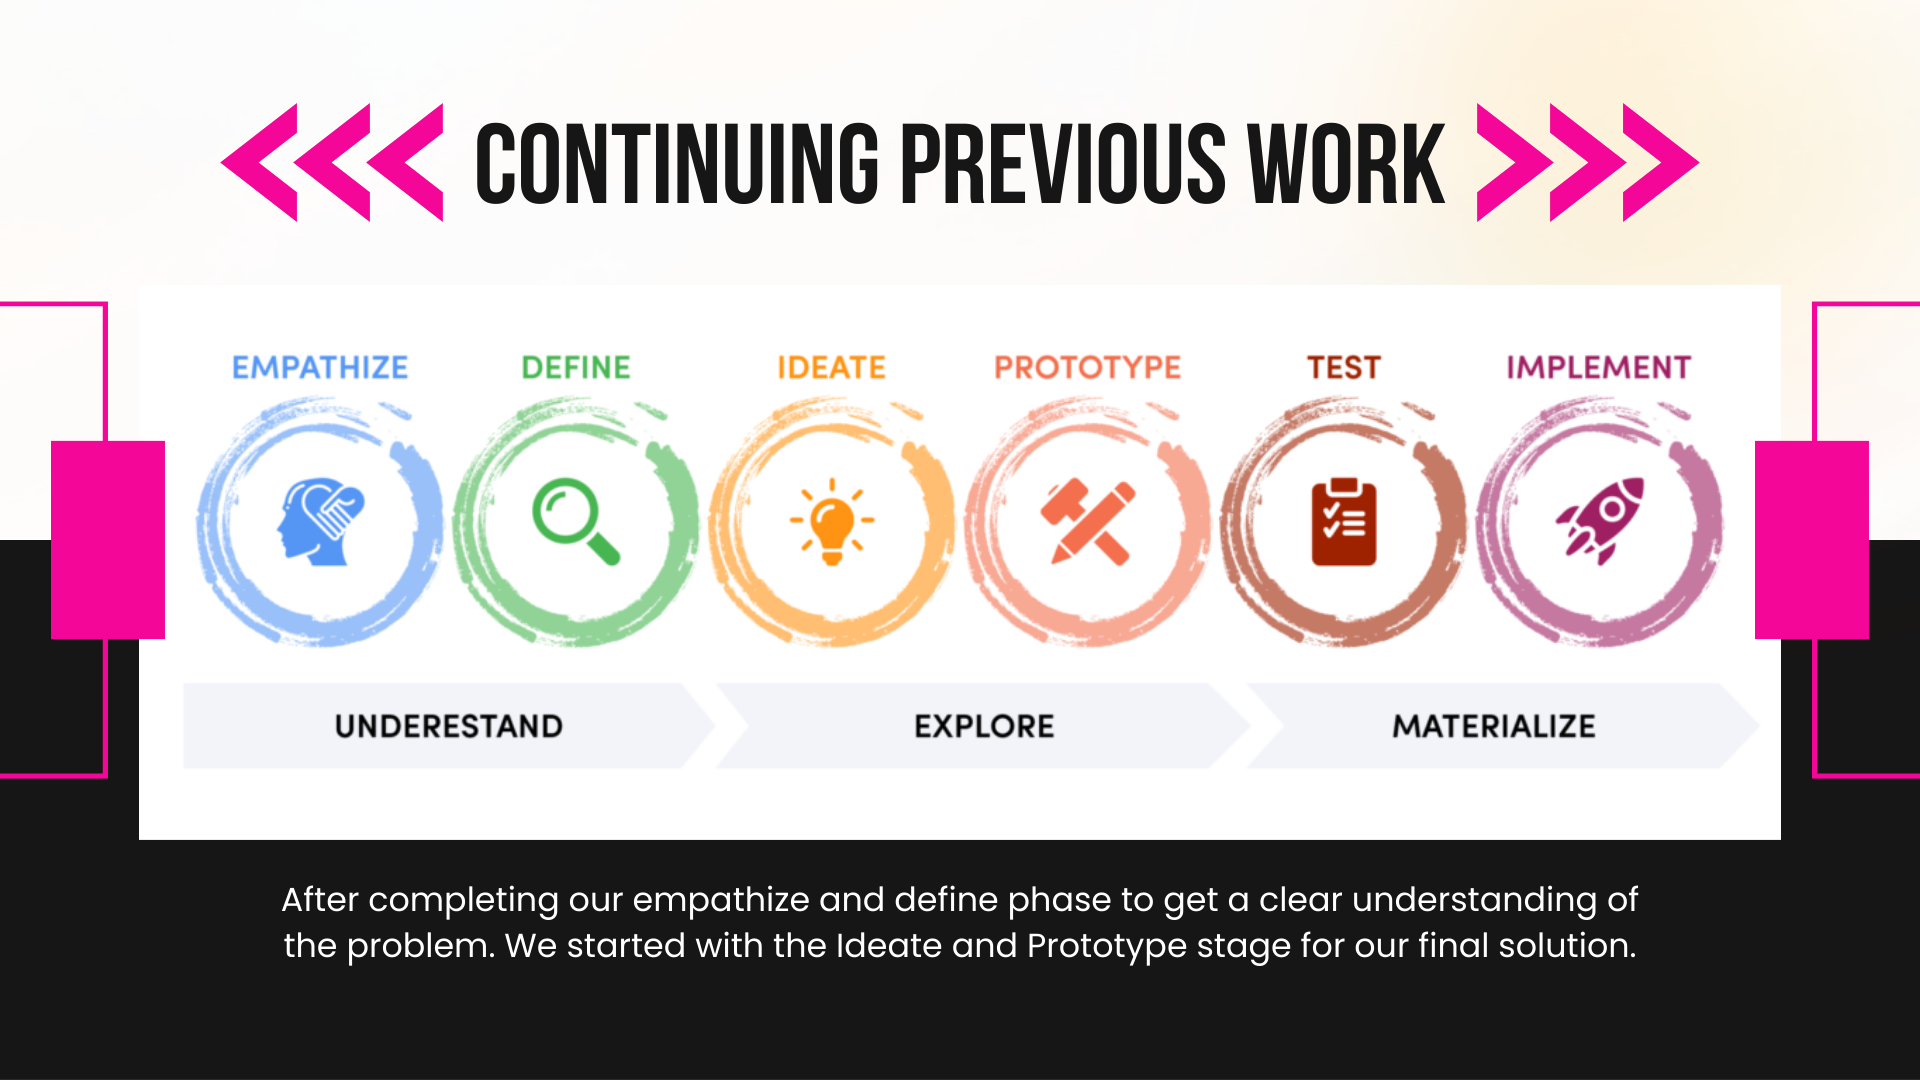 CONTINUING PREVIOUS WORK
EMPATHIZE DEFINE IDEATE PROTOTYPE TEST IMPLEMENT
UNDERESTAND EXPLORE MATERIALIZE
After completing our empathize and define phase to get a clear understanding of
the problem. We started with the Ideate and Prototype stage for our final solution.